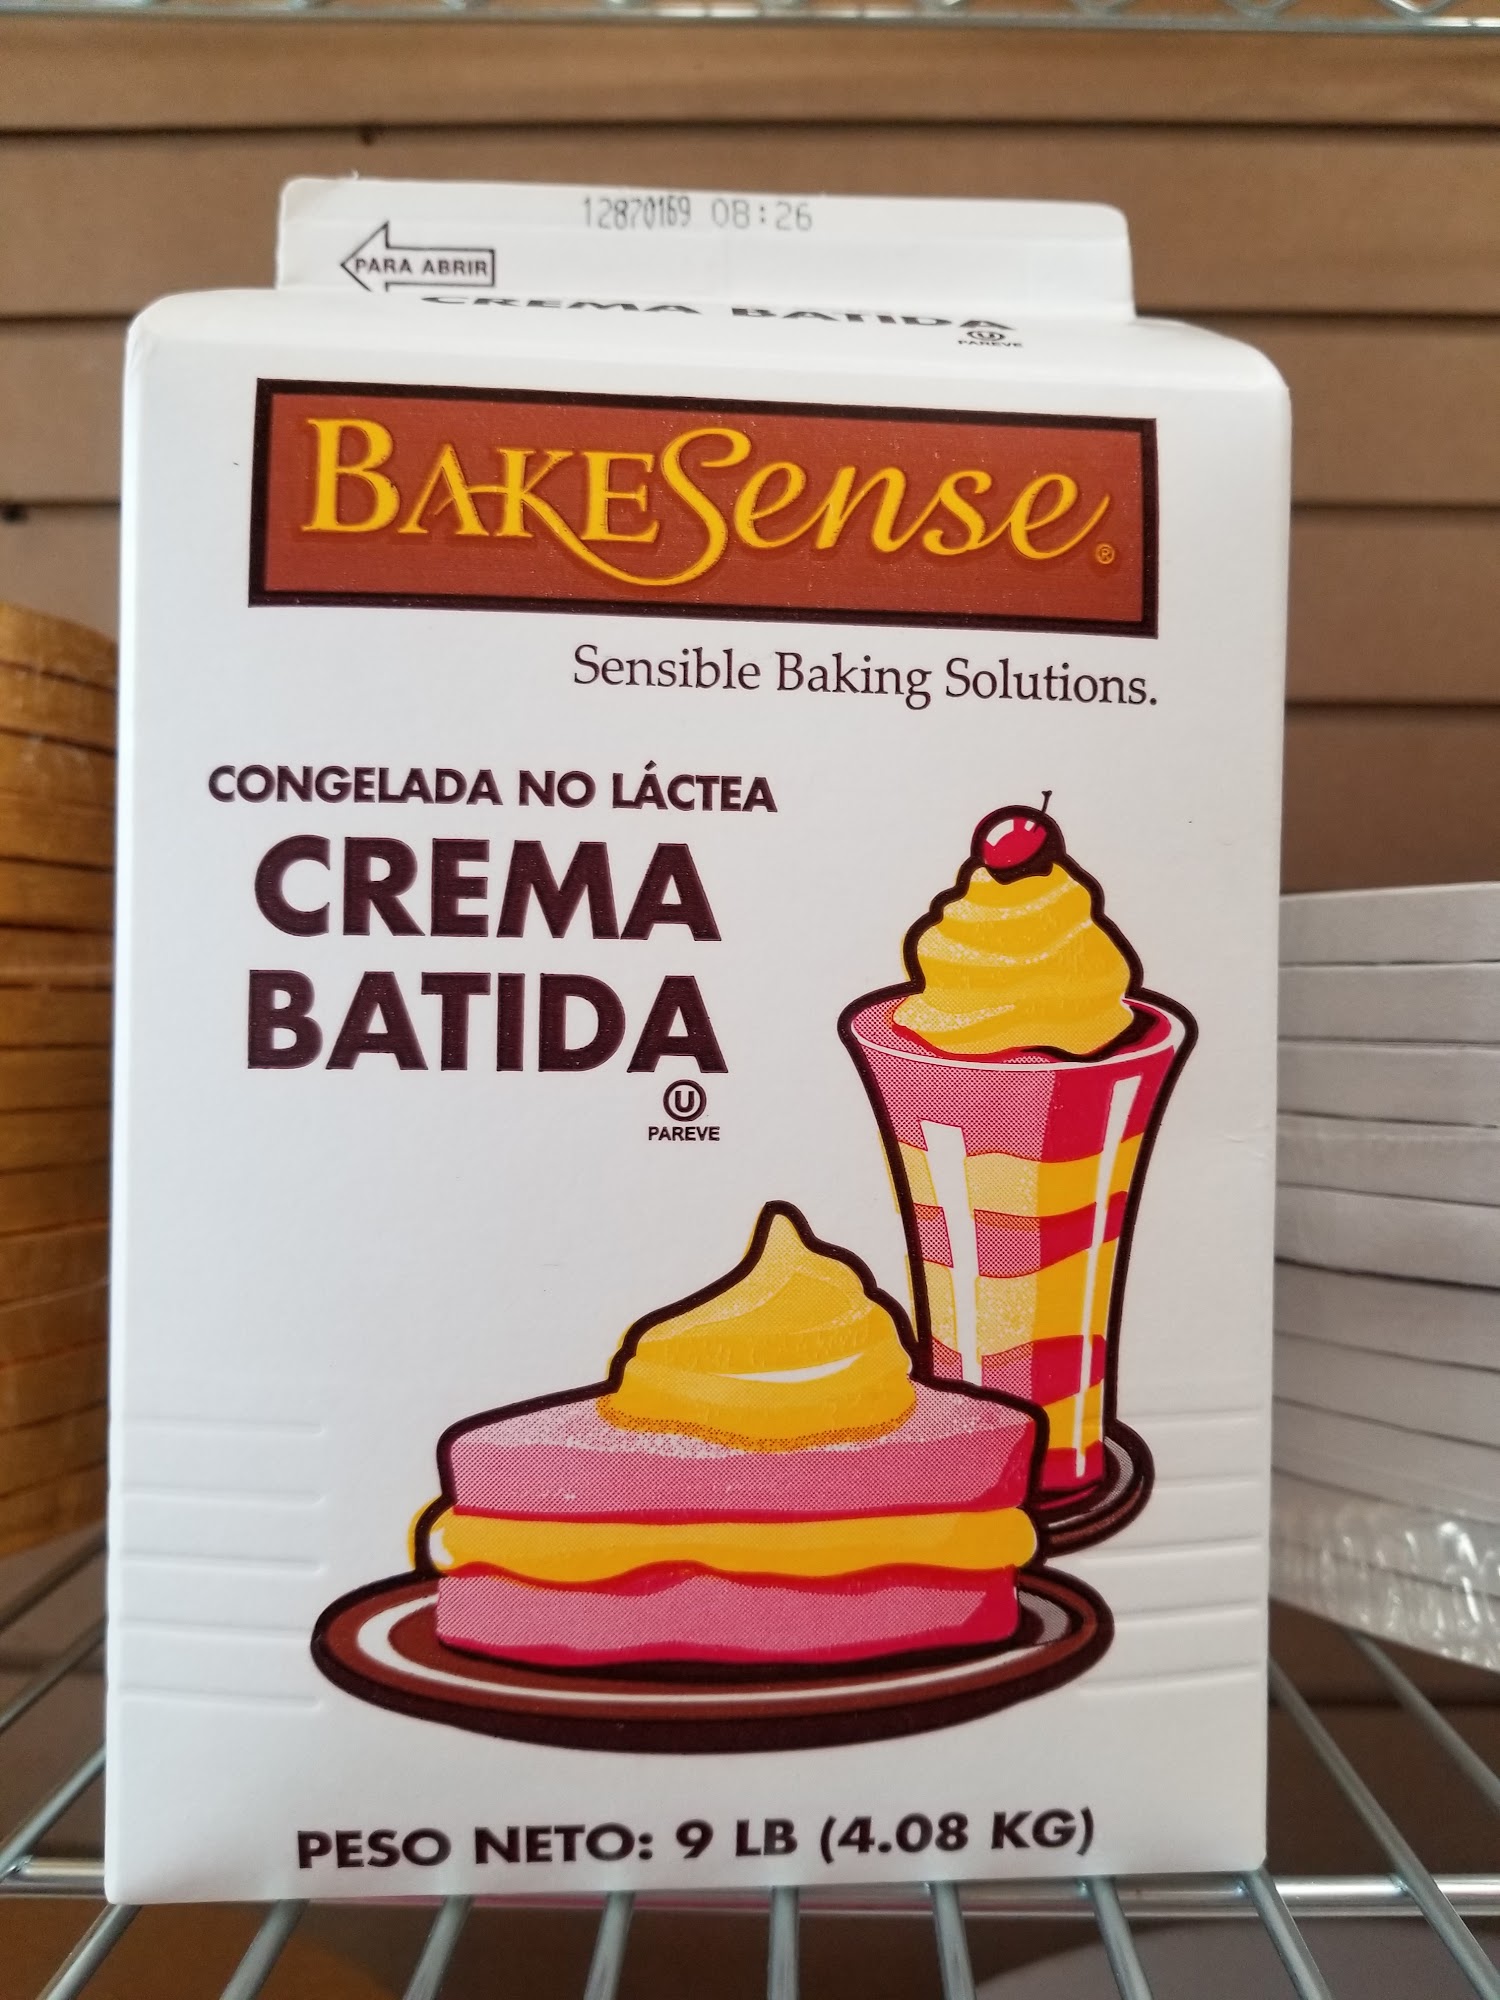 12870169 08:26
PARA ABRIR
CREMA BATIDA
U
PAREVE
BAKESense®
Sensible Baking Solutions.
CONGELADA NO LÁCTEA
CREMA
BATIDA
U
PAREVE
PESO NETO: 9 LB (4.08 KG)